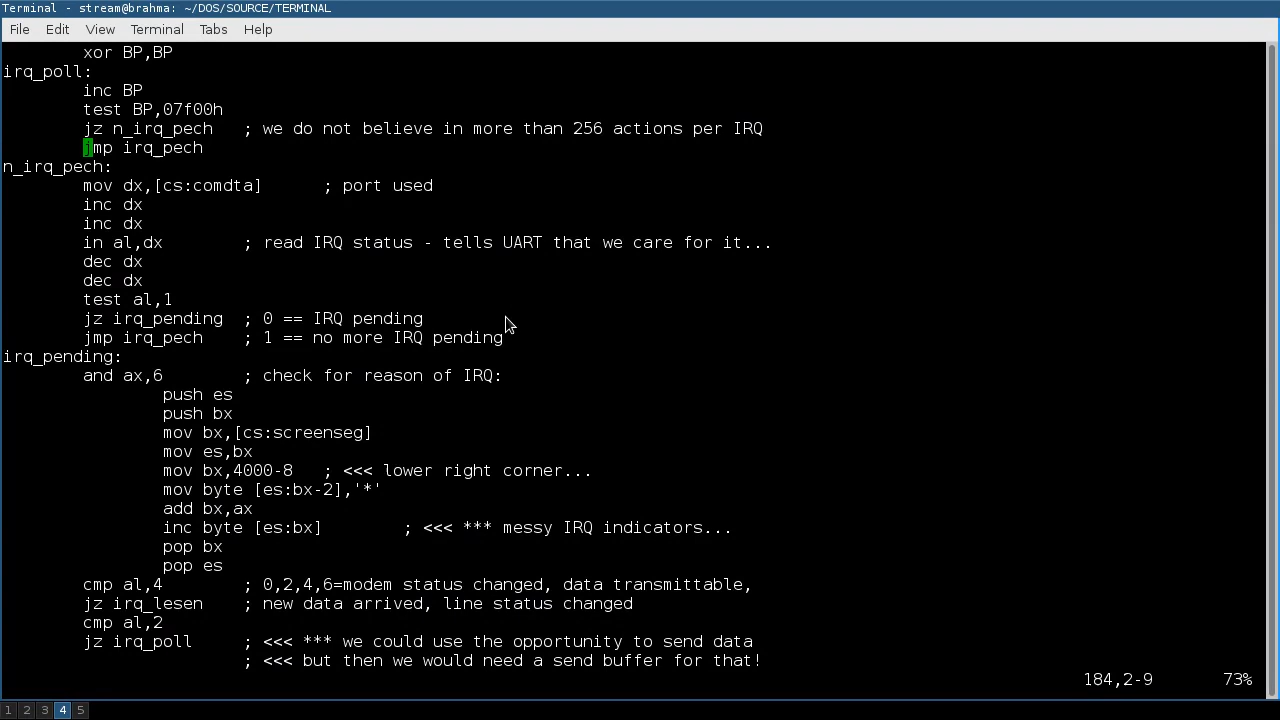 Terminal - stream@brahma: ~/DOS/SOURCE/TERMINAL
File Edit View Terminal Tabs Help
xor BP,BP
irq_poll:
inc BP
test BP,07f00h
jz n_irq_pech ; we do not believe in more than 256 actions per IRQ
jmp irq_pech
n_irq_pech:
mov dx,[cs:comdta] ; port used
inc dx
inc dx
in al,dx ; read IRQ status - tells UART that we care for it...
dec dx
dec dx
test al,1
jz irq_pending ; 0 == IRQ pending
jmp irq_pech ; 1 == no more IRQ pending
irq_pending:
and ax,6 ; check for reason of IRQ:
push es
push bx
mov bx,[cs:screenseg]
mov es,bx
mov bx,4000-8 ; <<< lower right corner...
mov byte [es:bx-2],'*'
add bx,ax
inc byte [es:bx] ; <<< *** messy IRQ indicators...
pop bx
pop es
cmp al,4 ; 0,2,4,6=modem status changed, data transmittable,
jz irq_lesen ; new data arrived, line status changed
cmp al,2
jz irq_poll ; <<< *** we could use the opportunity to send data
; <<< but then we would need a send buffer for that!
184,2-9 73%
1 2 3 4 5